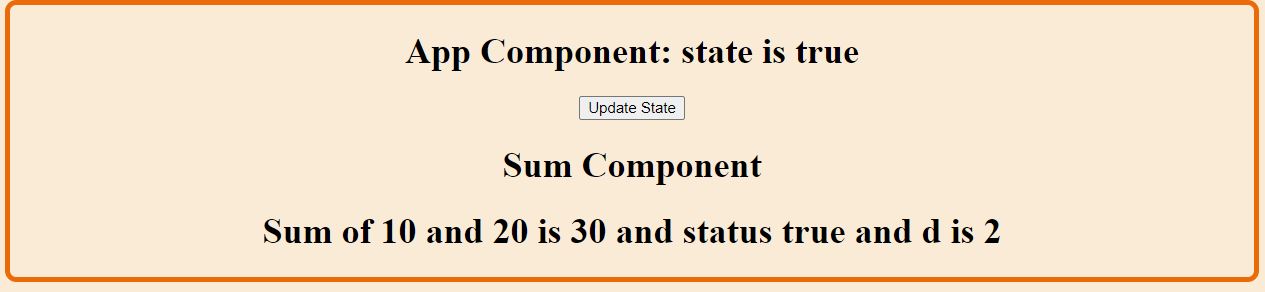 App Component: state is true
Update State
Sum Component
Sum of 10 and 20 is 30 and status true and d is 2